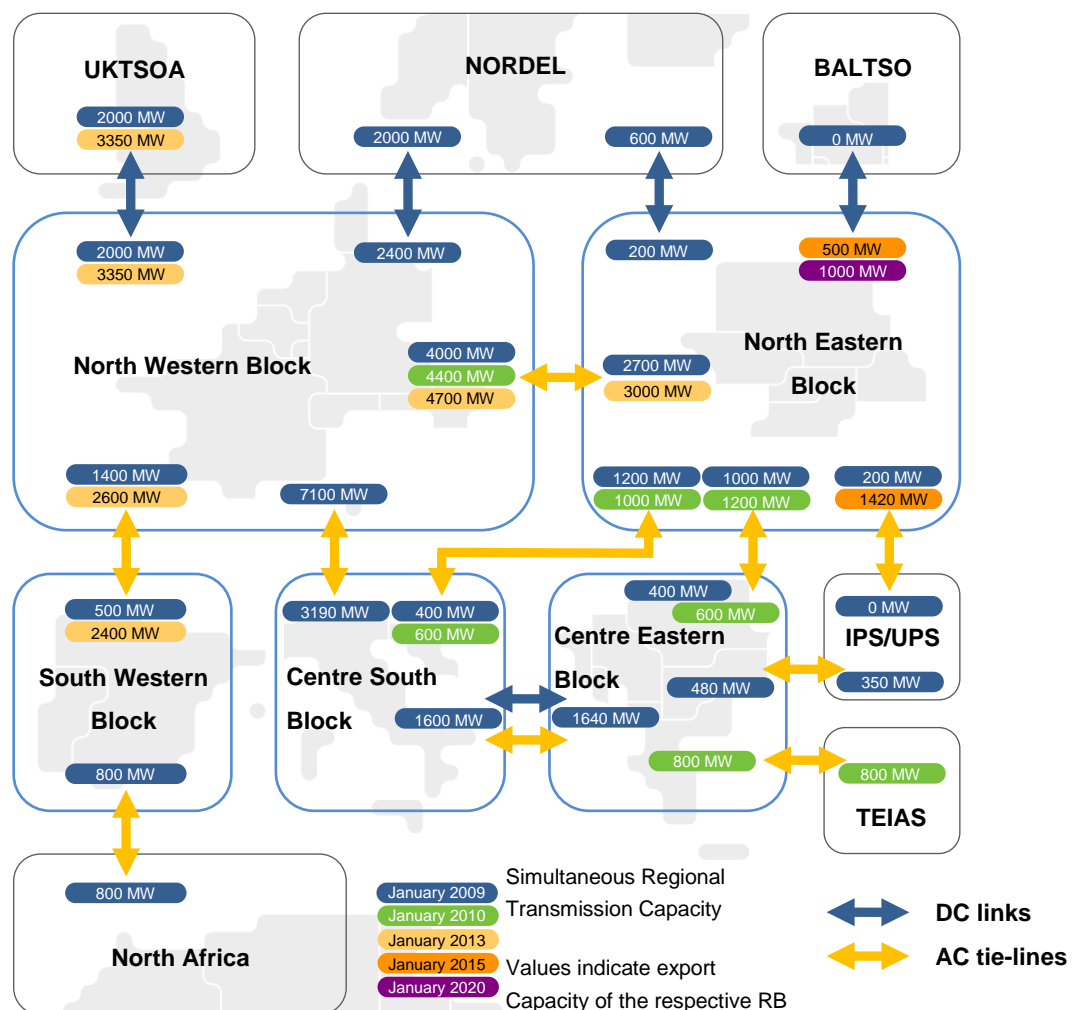 UKTSOA
NORDEL
BALTSO
2000 MW
3350 MW
2000 MW
600 MW
0 MW
2000 MW
3350 MW
2400 MW
200 MW
500 MW
1000 MW
North Western Block
4000 MW
4400 MW
4700 MW
2700 MW
3000 MW
North Eastern
Block
1400 MW
2600 MW
7100 MW
1200 MW
1000 MW
1000 MW
1200 MW
200 MW
1420 MW
500 MW
2400 MW
South Western
Block
800 MW
3190 MW
400 MW
600 MW
Centre South
Block
1600 MW
400 MW
600 MW
Centre Eastern
Block
480 MW
1640 MW
800 MW
0 MW
IPS/UPS
350 MW
800 MW
TEIAS
800 MW
North Africa
January 2009
January 2010
January 2013
January 2015
January 2020
Simultaneous Regional
Transmission Capacity
Values indicate export
Capacity of the respective RB
DC links
AC tie-lines